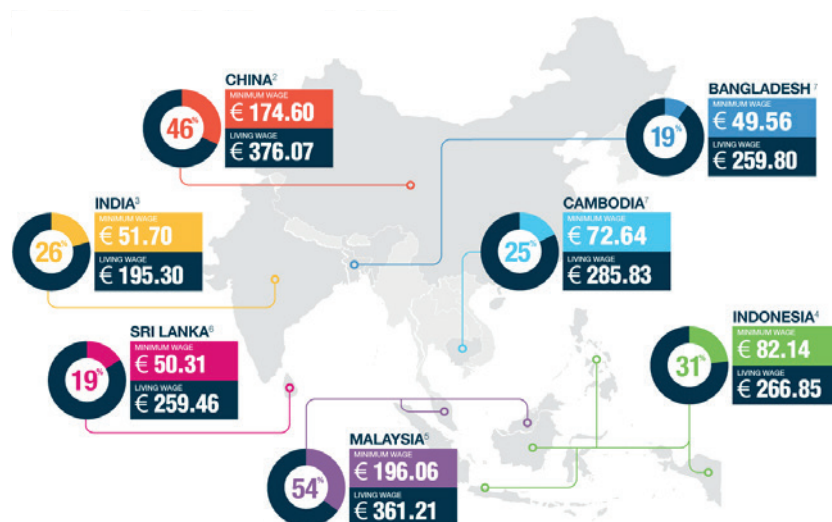 CHINA²
MINIMUM WAGE
€ 174.60
46%
LIVING WAGE
€ 376.07
BANGLADESH⁷
MINIMUM WAGE
€ 49.56
19%
LIVING WAGE
€ 259.80
INDIA³
MINIMUM WAGE
€ 51.70
26%
LIVING WAGE
€ 195.30
CAMBODIA⁷
MINIMUM WAGE
€ 72.64
25%
LIVING WAGE
€ 285.83
SRI LANKA⁶
MINIMUM WAGE
€ 50.31
19%
LIVING WAGE
€ 259.46
INDONESIA⁴
MINIMUM WAGE
€ 82.14
31%
LIVING WAGE
€ 266.85
MALAYSIA⁵
MINIMUM WAGE
€ 196.06
54%
LIVING WAGE
€ 361.21